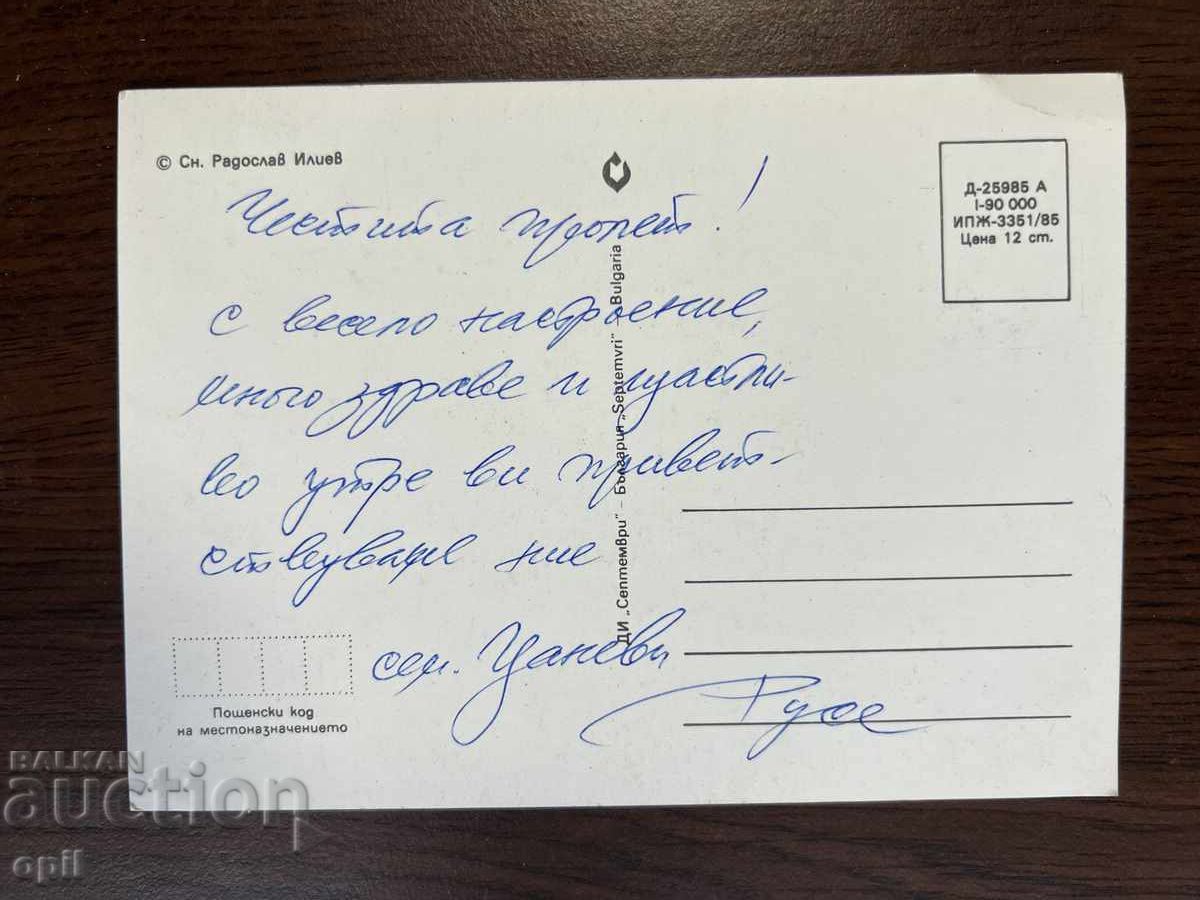 © Сн. Радослав Илиев
Д-25985 А
I-90 000
ИПЖ-3351/85
Цена 12 ст.
Честита пролет!
с весело настроение,
много здраве и щастли-
во утре ви привет-
ствуваме ние
сем. Цаневи
Русе
ДИ „Септември" – България „Septemvri" – Bulgaria
Пощенски код
на местоназначението
BALKAN
auction
opil